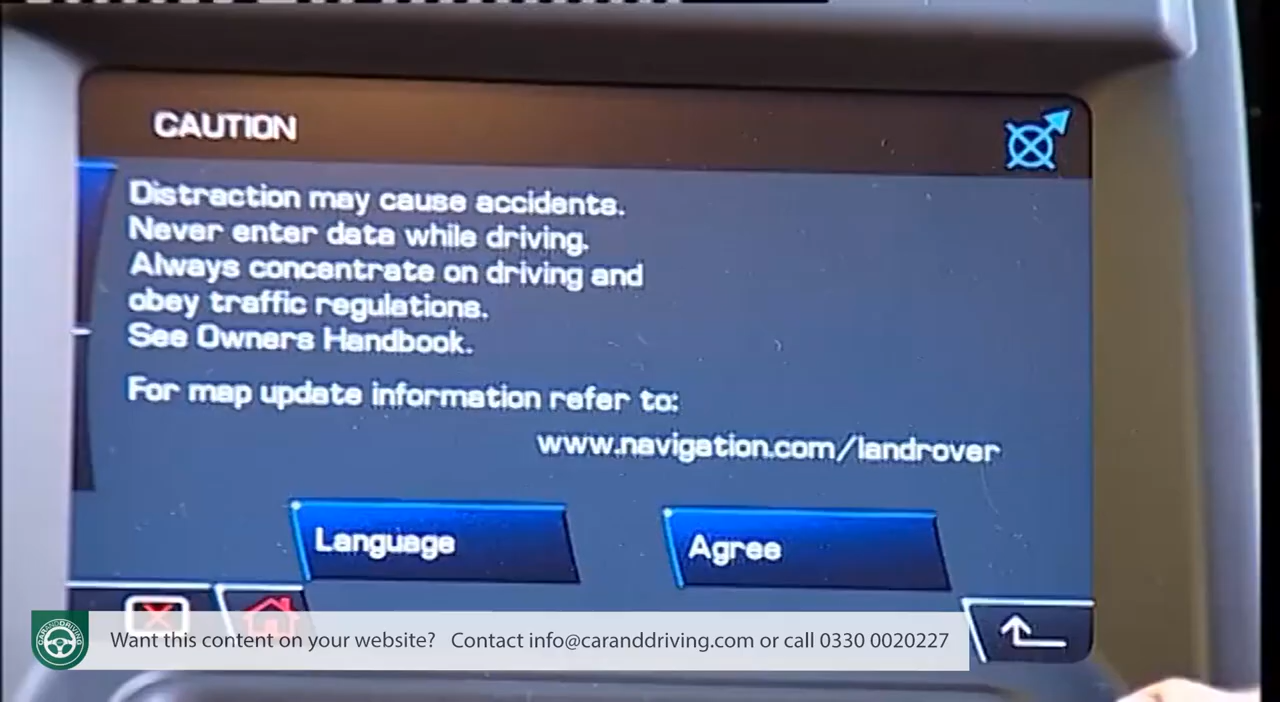 CAUTION
Distraction may cause accidents.
Never enter data while driving.
Always concentrate on driving and
obey traffic regulations.
See Owners Handbook.
For map update information refer to:
www.navigation.com/landrover
Language
Agree
CARANDDRIVING
Want this content on your website? Contact info@caranddriving.com or call 0330 0020227